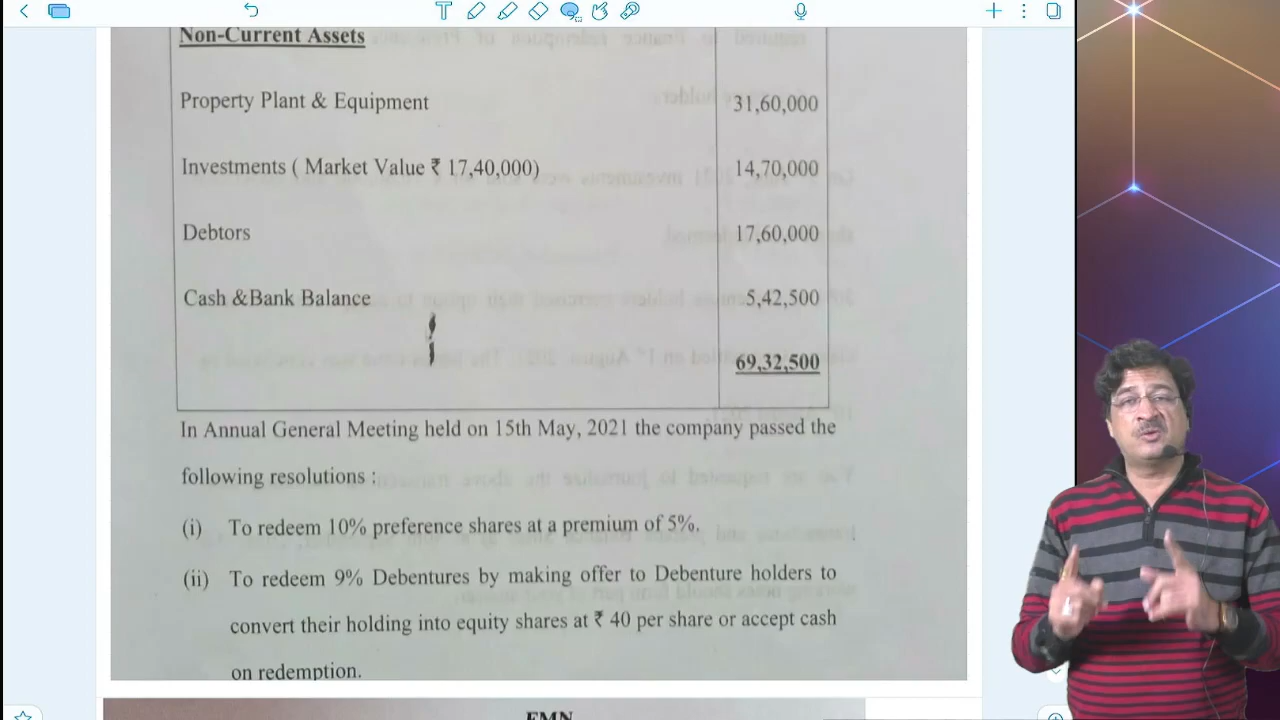 Non-Current Assets
Property Plant & Equipment 31,60,000
Investments ( Market Value ₹ 17,40,000) 14,70,000
Debtors 17,60,000
Cash &Bank Balance 5,42,500
69,32,500
In Annual General Meeting held on 15th May, 2021 the company passed the
following resolutions :
(i) To redeem 10% preference shares at a premium of 5%.
(ii) To redeem 9% Debentures by making offer to Debenture holders to
convert their holding into equity shares at ₹ 40 per share or accept cash
on redemption.